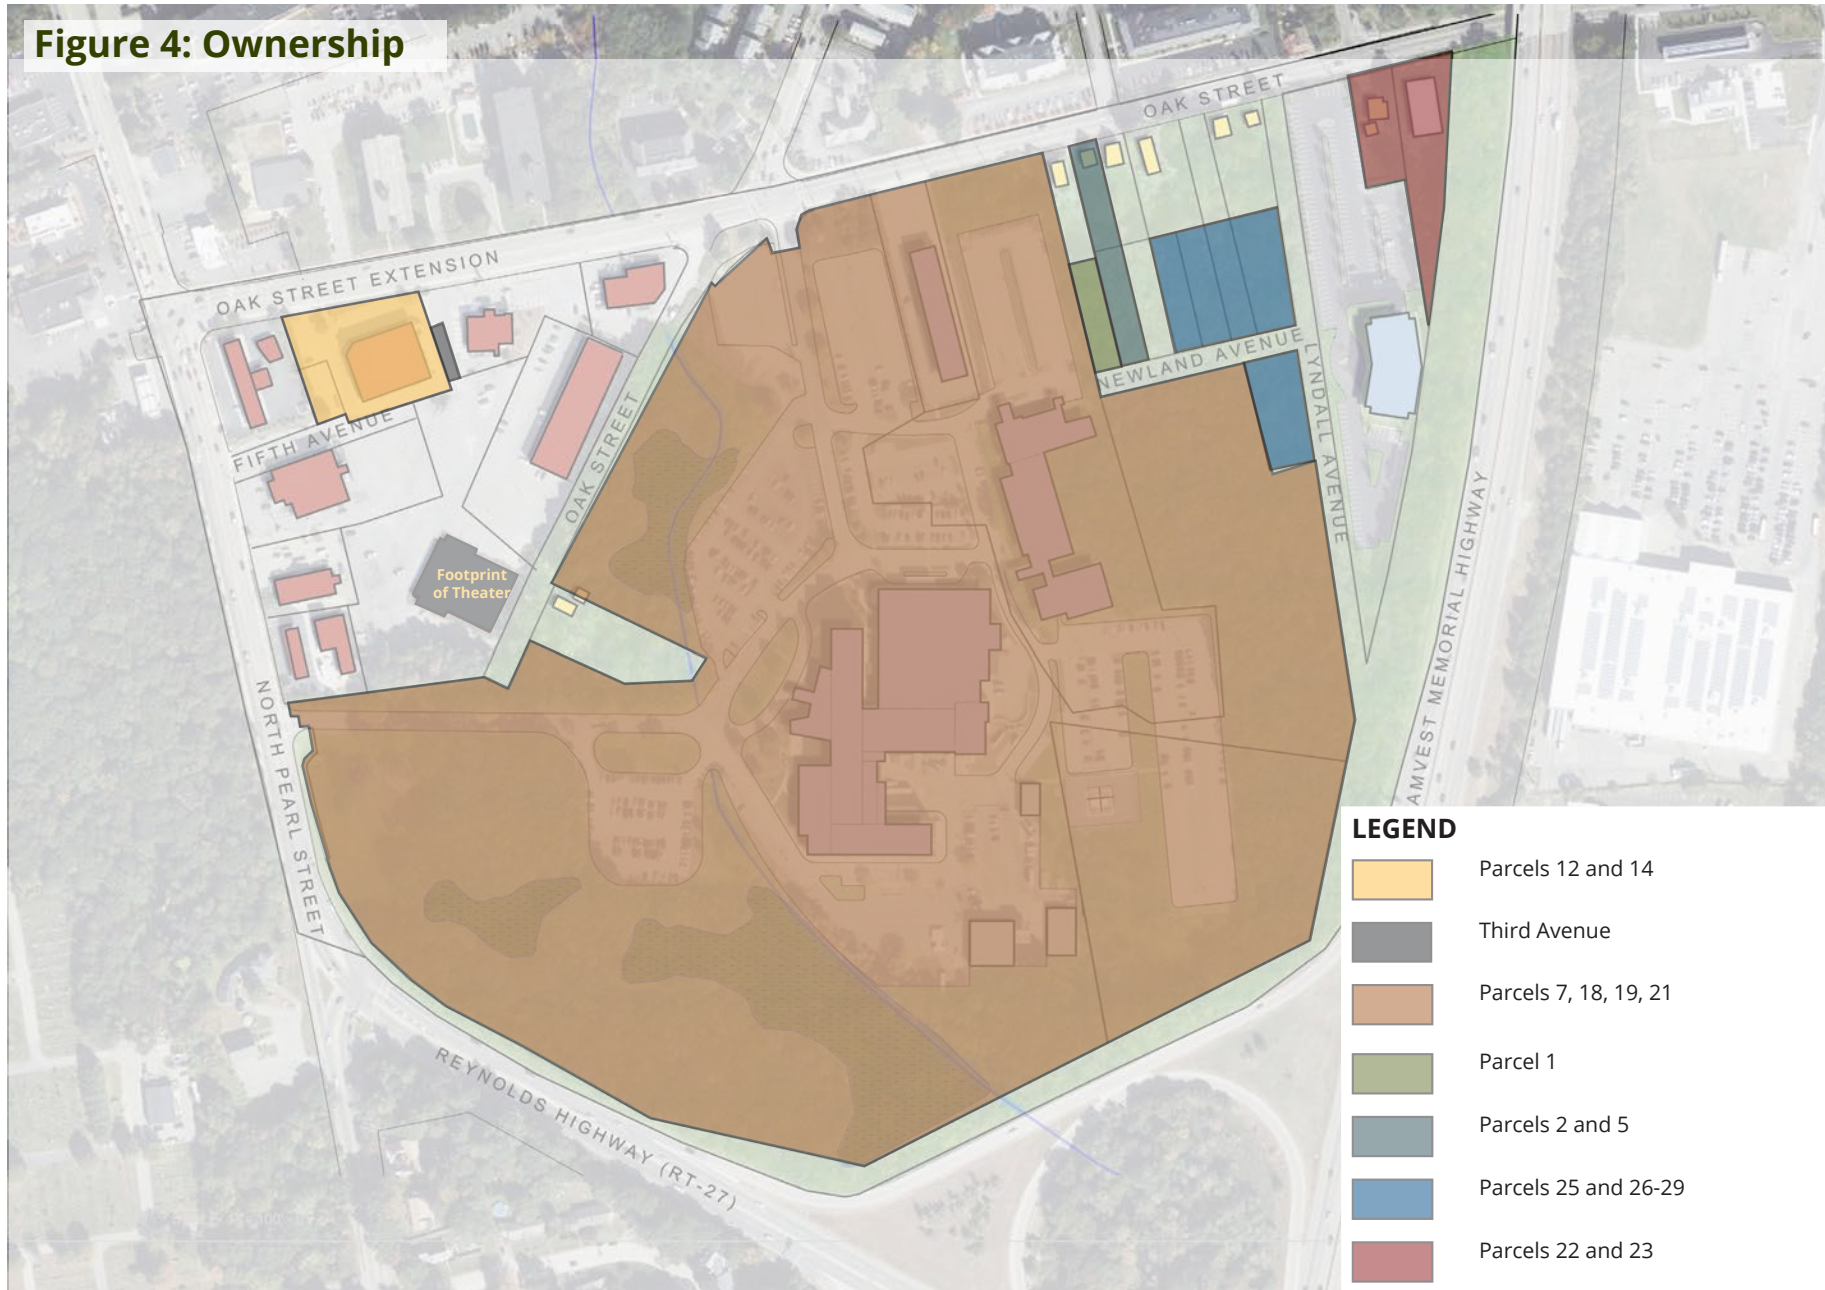 Figure 4: Ownership
OAK STREET
OAK STREET EXTENSION
NEWLAND AVENUE
LYNDALL AVENUE
FIFTH AVENUE
OAK STREET
AMVEST MEMORIAL HIGHWAY
Footprint
of Theater
NORTH PEARL STREET
REYNOLDS HIGHWAY (RT-27)
LEGEND
Parcels 12 and 14
Third Avenue
Parcels 7, 18, 19, 21
Parcel 1
Parcels 2 and 5
Parcels 25 and 26-29
Parcels 22 and 23